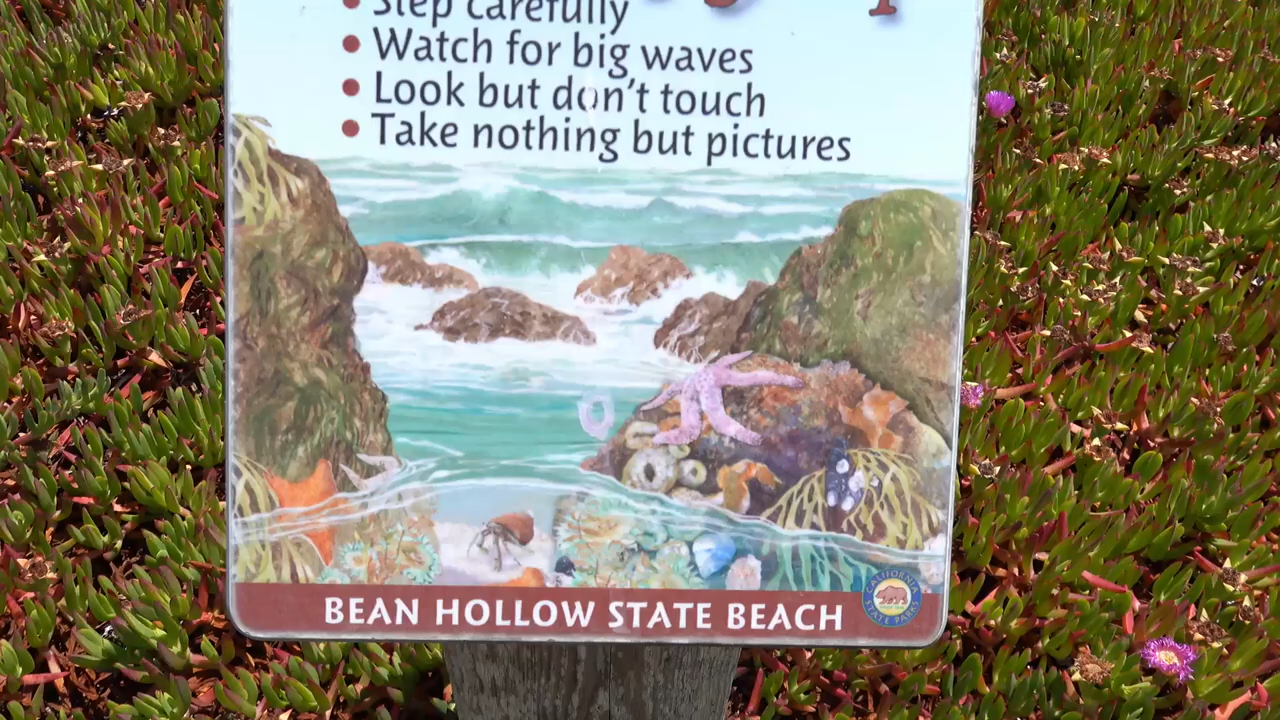 • Step carefully
• Watch for big waves
• Look but don't touch
• Take nothing but pictures
BEAN HOLLOW STATE BEACH
CALIFORNIA
STATE PARKS